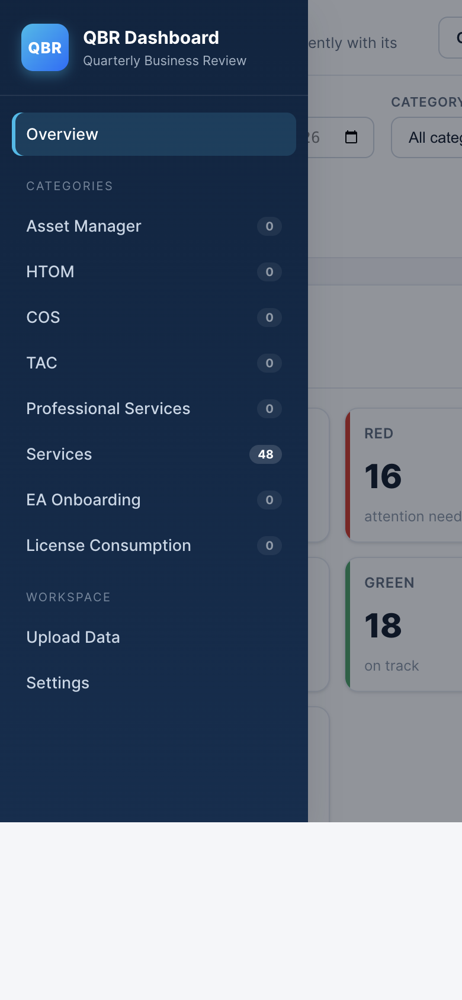 QBR
QBR Dashboard
Quarterly Business Review
Overview
CATEGORIES
Asset Manager 0
HTOM 0
COS 0
TAC 0
Professional Services 0
Services 48
EA Onboarding 0
License Consumption 0
WORKSPACE
Upload Data
Settings
ently with its
CATEGORY
26
All categ
RED
16
attention need
GREEN
18
on track